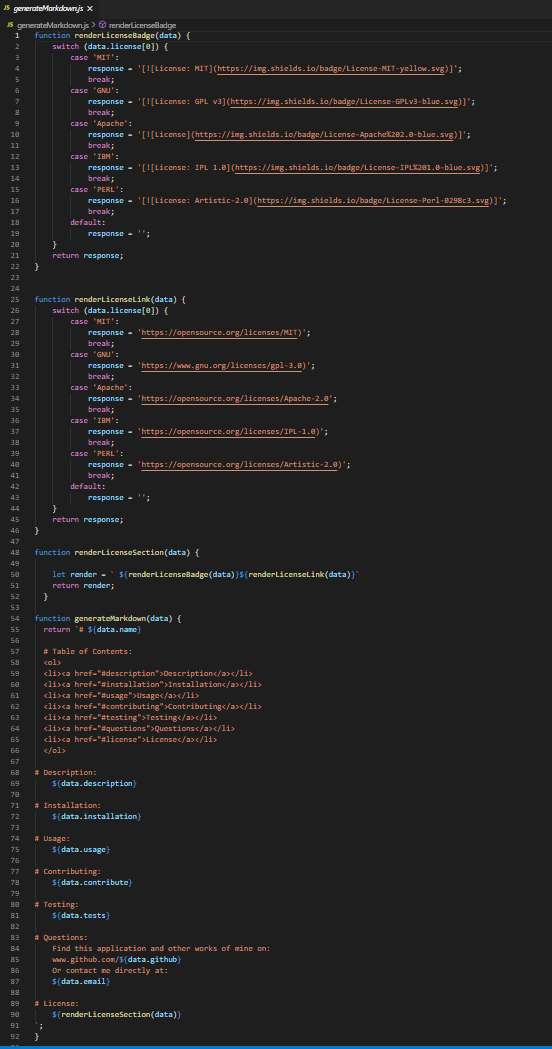 JS generateMarkdown.js ×
JS generateMarkdown.js > renderLicenseBadge
1 function renderLicenseBadge(data) {
2 switch (data.license[0]) {
3 case 'MIT':
4 response = '[![License: MIT](https://img.shields.io/badge/License-MIT-yellow.svg)]';
5 break;
6 case 'GNU':
7 response = '[![License: GPL v3](https://img.shields.io/badge/License-GPLv3-blue.svg)]';
8 break;
9 case 'Apache':
10 response = '[![License](https://img.shields.io/badge/License-Apache%202.0-blue.svg)]';
11 break;
12 case 'IBM':
13 response = '[![License: IPL 1.0](https://img.shields.io/badge/License-IPL%201.0-blue.svg)]';
14 break;
15 case 'PERL':
16 response = '[![License: Artistic-2.0](https://img.shields.io/badge/License-Perl-0298c3.svg)]';
17 break;
18 default:
19 response = '';
20 }
21 return response;
22 }
23
24
25 function renderLicenseLink(data) {
26 switch (data.license[0]) {
27 case 'MIT':
28 response = 'https://opensource.org/licenses/MIT)';
29 break;
30 case 'GNU':
31 response = 'https://www.gnu.org/licenses/gpl-3.0)';
32 break;
33 case 'Apache':
34 response = 'https://opensource.org/licenses/Apache-2.0';
35 break;
36 case 'IBM':
37 response = 'https://opensource.org/licenses/IPL-1.0)';
38 break;
39 case 'PERL':
40 response = 'https://opensource.org/licenses/Artistic-2.0)';
41 break;
42 default:
43 response = '';
44 }
45 return response;
46 }
47
48 function renderLicenseSection(data) {
49
50 let render = ` ${renderLicenseBadge(data)}${renderLicenseLink(data)}`
51 return render;
52 }
53
54 function generateMarkdown(data) {
55 return `# ${data.name}
56
57 # Table of Contents:
58 <ol>
59 <li><a href="#description">Description</a></li>
60 <li><a href="#installation">Installation</a></li>
61 <li><a href="#usage">Usage</a></li>
62 <li><a href="#contributing">Contributing</a></li>
63 <li><a href="#testing">Testing</a></li>
64 <li><a href="#questions">Questions</a></li>
65 <li><a href="#license">License</a></li>
66 </ol>
67
68 # Description:
69 ${data.description}
70
71 # Installation:
72 ${data.installation}
73
74 # Usage:
75 ${data.usage}
76
77 # Contributing:
78 ${data.contribute}
79
80 # Testing:
81 ${data.tests}
82
83 # Questions:
84 Find this application and other works of mine on:
85 www.github.com/${data.github}
86 Or contact me directly at:
87 ${data.email}
88
89 # License:
90 ${renderLicenseSection(data)}
91 `;
92 }